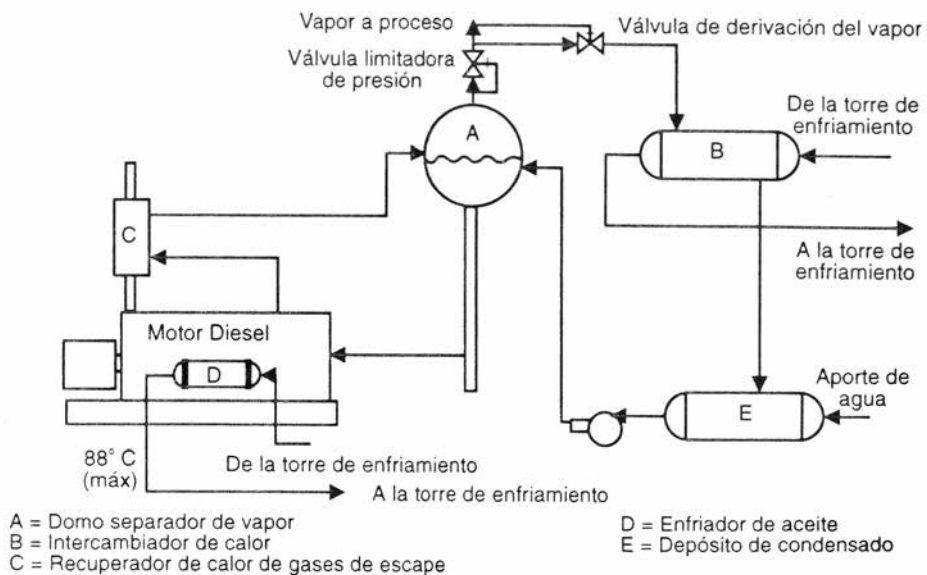 Vapor a proceso
Válvula de derivación del vapor
Válvula limitadora
de presión
A
De la torre de
enfriamiento
B
C
A la torre de
enfriamiento
Motor Diesel
D
Aporte de
agua
E
88° C
(máx)
De la torre de enfriamiento
A la torre de enfriamiento
A = Domo separador de vapor
B = Intercambiador de calor
C = Recuperador de calor de gases de escape
D = Enfriador de aceite
E = Depósito de condensado